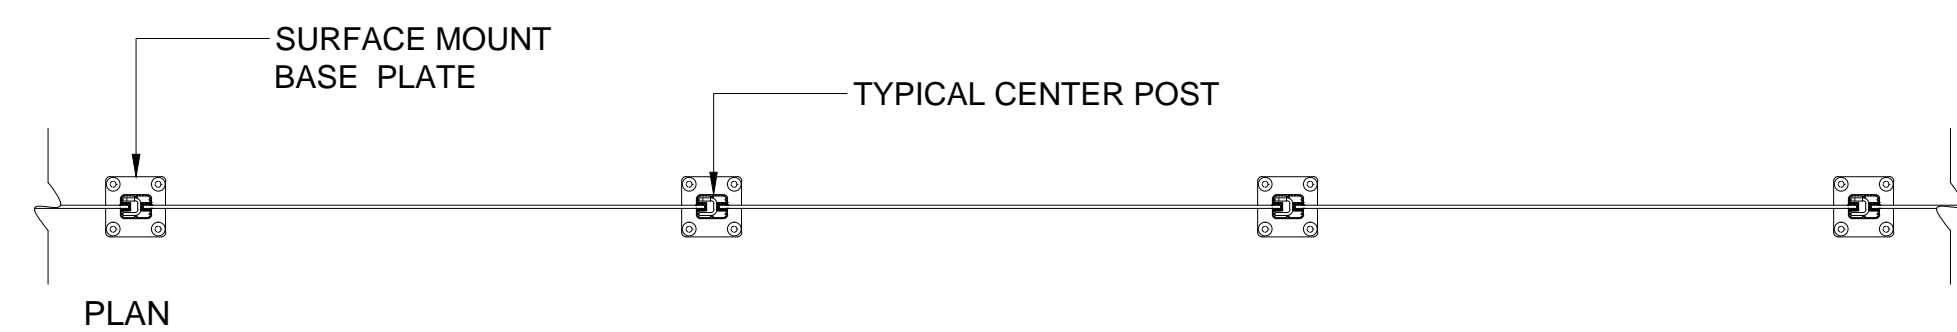 SURFACE MOUNT
BASE PLATE
TYPICAL CENTER POST
PLAN